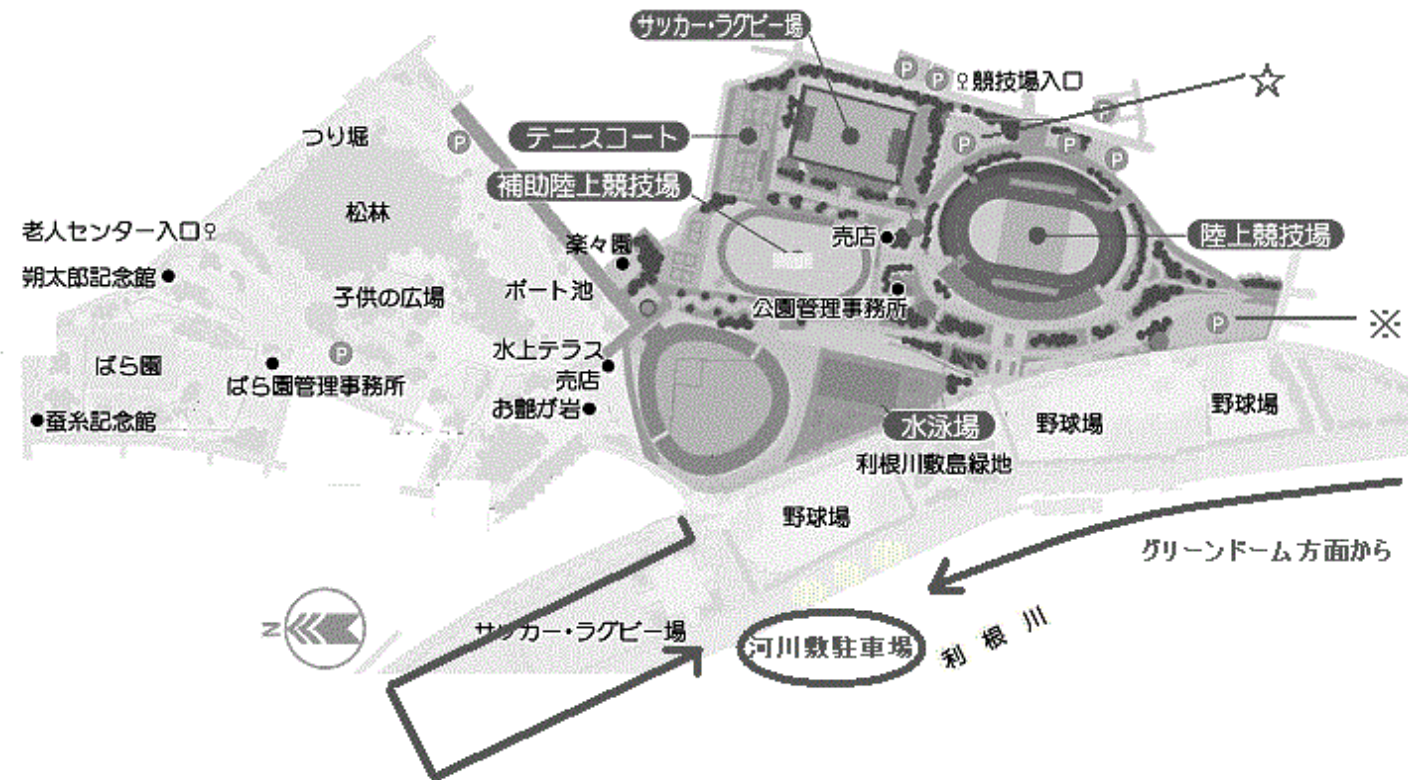 サッカー・ラグビー場
P
P
競技場入口
☆
P
つり堀
P
テニスコート
P
P
P
補助陸上競技場
松林
老人センター入口
楽々園
売店
陸上競技場
朔太郎記念館
子供の広場
ボート池
公園管理事務所
P
※
水上テラス
ばら園
P
売店
ばら園管理事務所
お艶が岩
野球場
野球場
蚕糸記念館
水泳場
利根川敷島緑地
野球場
グリーンドーム方面から
N
サッカー・ラグビー場
河川敷駐車場
利根川